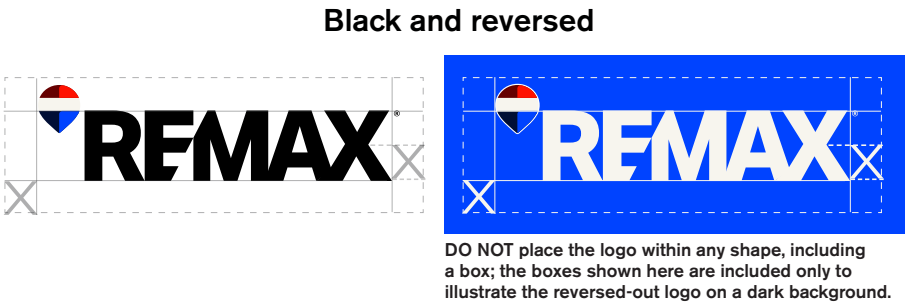 Black and reversed
REMAX®
X
X
REMAX®
X
X
DO NOT place the logo within any shape, including
a box; the boxes shown here are included only to
illustrate the reversed-out logo on a dark background.